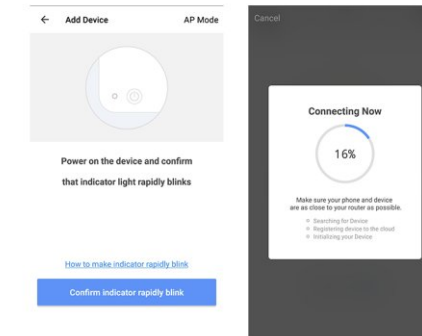 ← Add Device AP Mode
Power on the device and confirm
that indicator light rapidly blinks
How to make indicator rapidly blink
Confirm indicator rapidly blink
Cancel
Connecting Now
16%
Make sure your phone and device
are as close to your router as possible.
Searching for Device
Registering device to the cloud
Initializing your Device